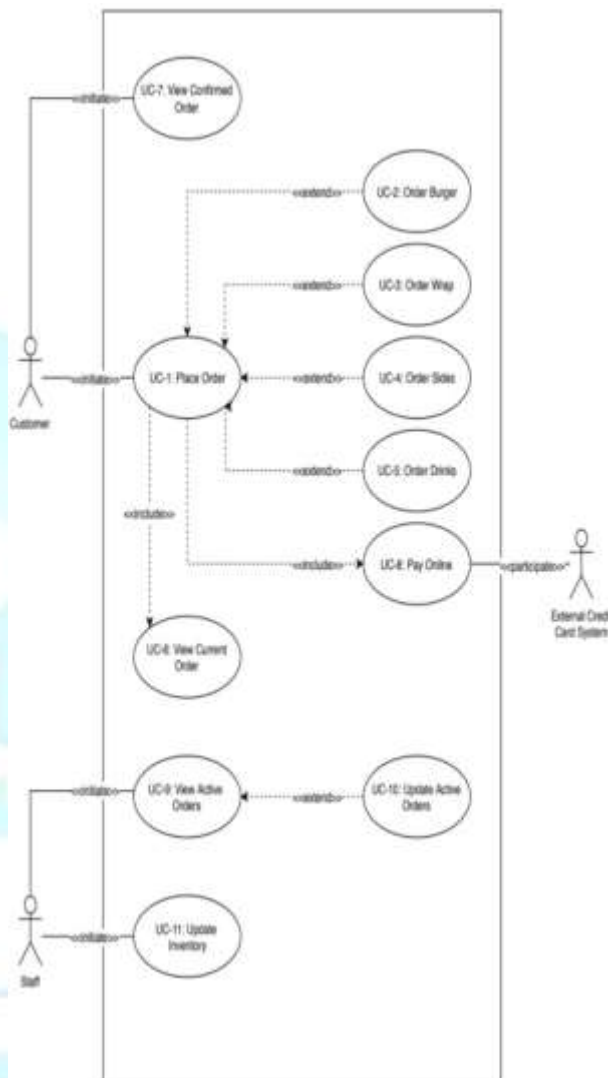 UC-7: View Confirmed
Order
<<initiate>>
<<extend>>
UC-2: Order Burger
<<extend>>
UC-3: Order Wrap
<<initiate>>
UC-1: Place Order
<<extend>>
UC-4: Order Sides
Customer
<<extend>>
UC-5: Order Drinks
<<include>>
<<include>>
UC-6: Pay Online
<<participate>>
External Credit
Card System
UC-8: View Current
Order
<<initiate>>
UC-9: View Active
Orders
<<extend>>
UC-10: Update Active
Orders
<<initiate>>
UC-11: Update
Inventory
Staff